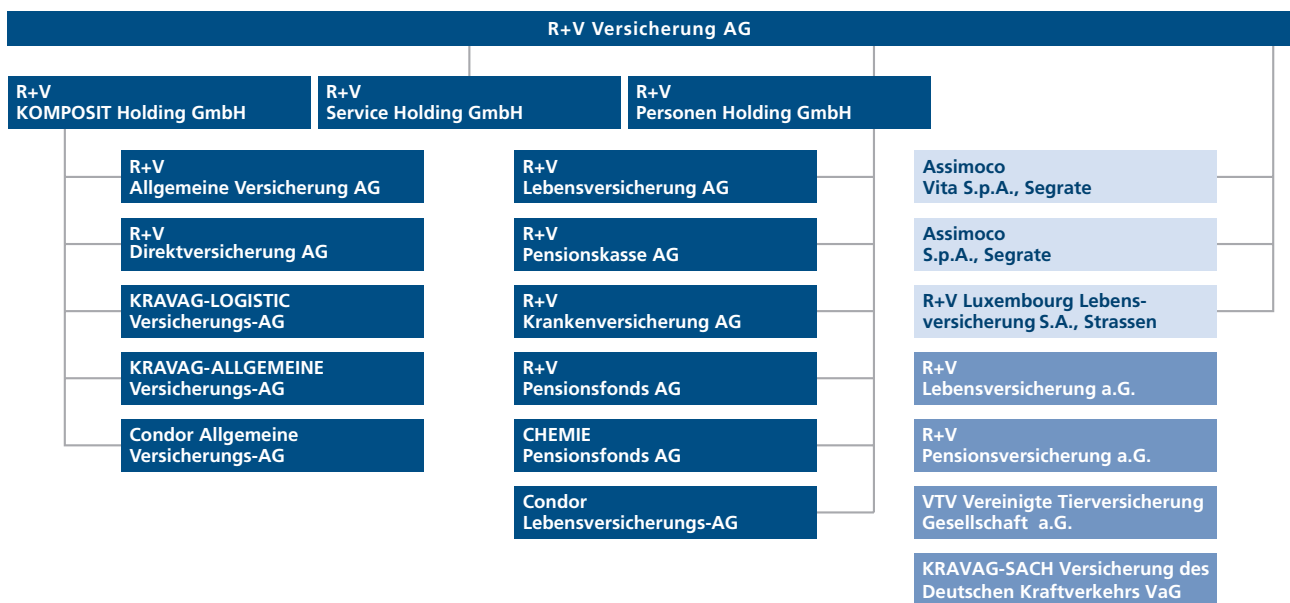 R+V Versicherung AG
R+V
KOMPOSIT Holding GmbH
R+V
Service Holding GmbH
R+V
Personen Holding GmbH
R+V
Allgemeine Versicherung AG
R+V
Direktversicherung AG
KRAVAG-LOGISTIC
Versicherungs-AG
KRAVAG-ALLGEMEINE
Versicherungs-AG
Condor Allgemeine
Versicherungs-AG
R+V
Lebensversicherung AG
R+V
Pensionskasse AG
R+V
Krankenversicherung AG
R+V
Pensionsfonds AG
CHEMIE
Pensionsfonds AG
Condor
Lebensversicherungs-AG
Assimoco
Vita S.p.A., Segrate
Assimoco
S.p.A., Segrate
R+V Luxembourg Lebens-
versicherung S.A., Strassen
R+V
Lebensversicherung a.G.
R+V
Pensionsversicherung a.G.
VTV Vereinigte Tierversicherung
Gesellschaft a.G.
KRAVAG-SACH Versicherung des
Deutschen Kraftverkehrs VaG